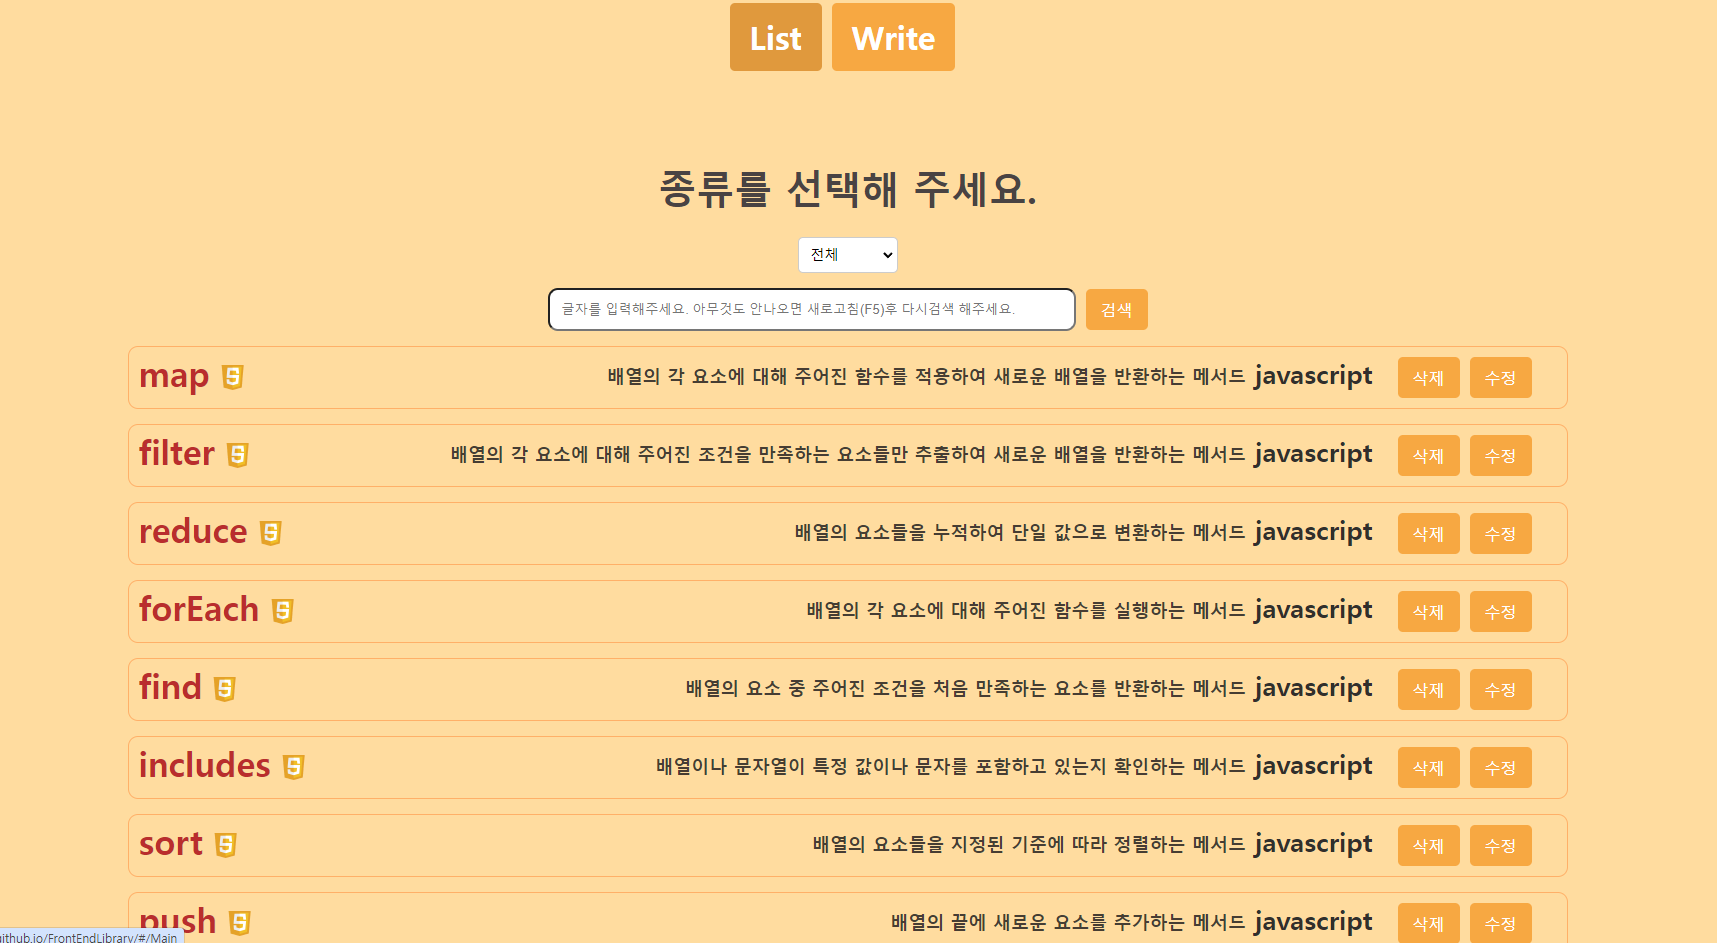 List Write
종류를 선택해 주세요.
전체
글자를 입력해주세요. 아무것도 안나오면 새로고침(F5)후 다시검색 해주세요. 검색
map 배열의 각 요소에 대해 주어진 함수를 적용하여 새로운 배열을 반환하는 메서드 javascript 삭제 수정
filter 배열의 각 요소에 대해 주어진 조건을 만족하는 요소들만 추출하여 새로운 배열을 반환하는 메서드 javascript 삭제 수정
reduce 배열의 요소들을 누적하여 단일 값으로 변환하는 메서드 javascript 삭제 수정
forEach 배열의 각 요소에 대해 주어진 함수를 실행하는 메서드 javascript 삭제 수정
find 배열의 요소 중 주어진 조건을 처음 만족하는 요소를 반환하는 메서드 javascript 삭제 수정
includes 배열이나 문자열이 특정 값이나 문자를 포함하고 있는지 확인하는 메서드 javascript 삭제 수정
sort 배열의 요소들을 지정된 기준에 따라 정렬하는 메서드 javascript 삭제 수정
push 배열의 끝에 새로운 요소를 추가하는 메서드 javascript 삭제 수정
github.io/FrontEndLibrary/#/Main